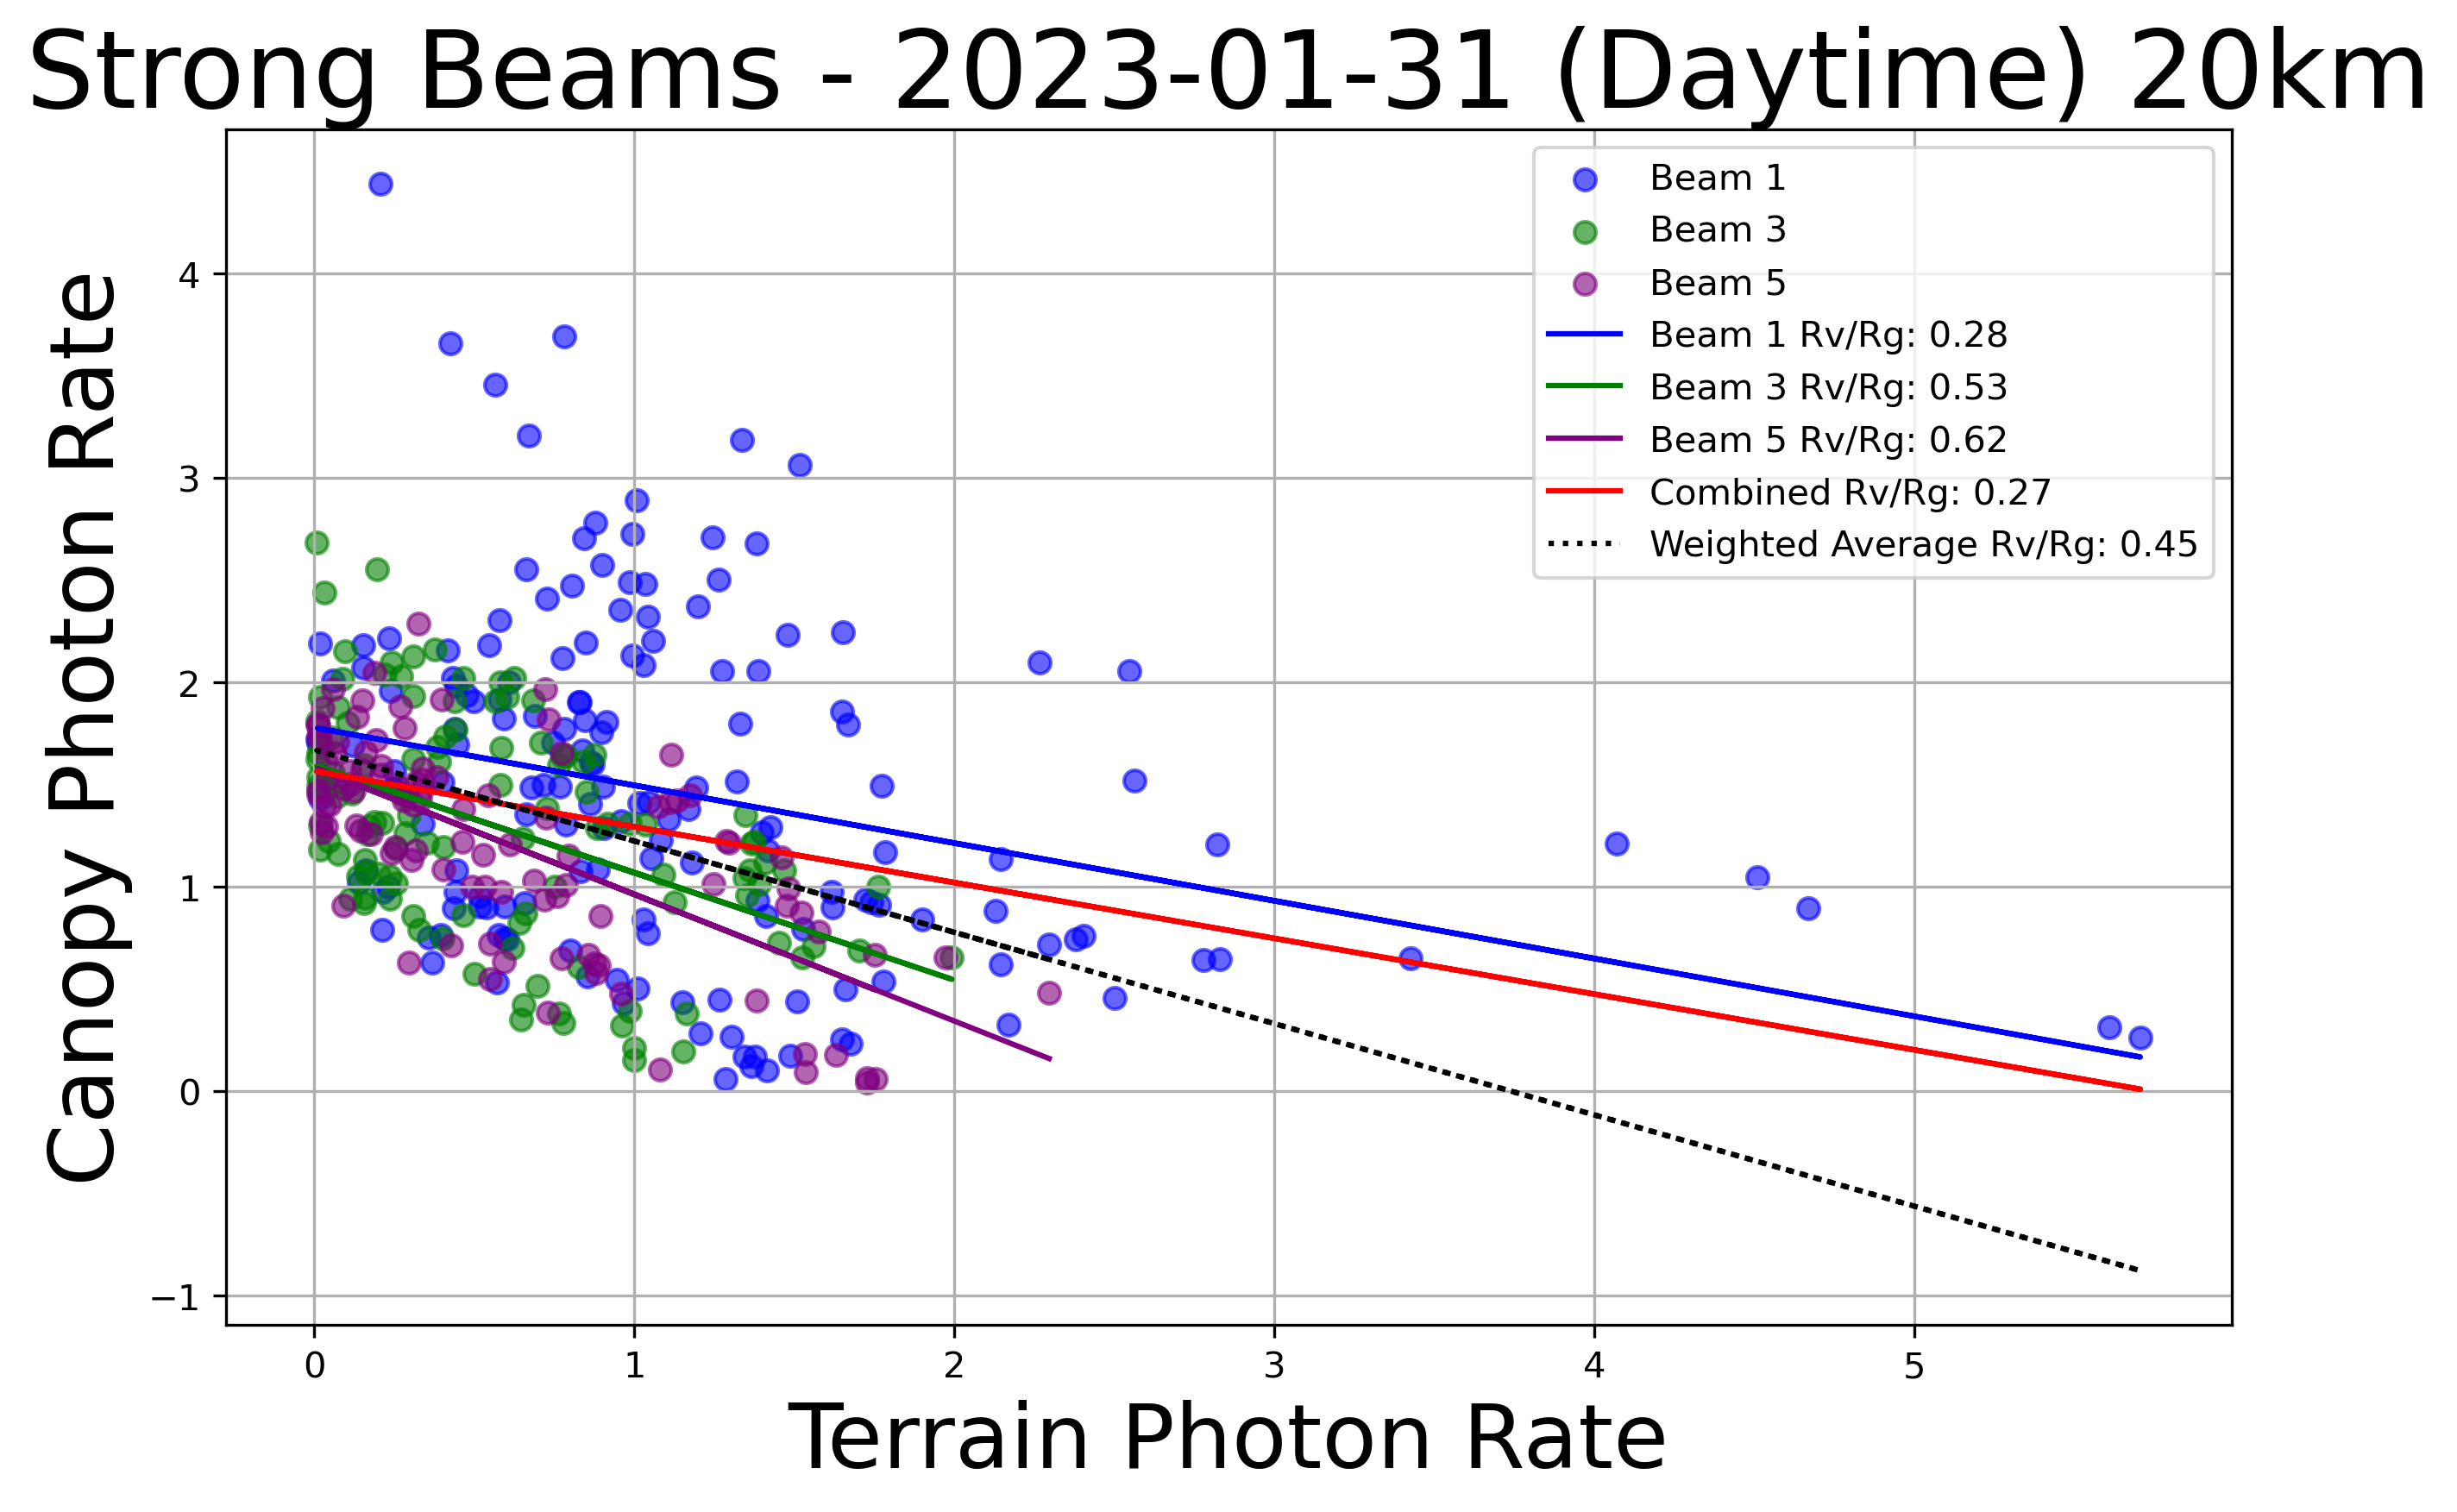 Strong Beams - 2023-01-31 (Daytime) 20km
Beam 1
Beam 3
Beam 5
Beam 1 Rv/Rg: 0.28
Beam 3 Rv/Rg: 0.53
Beam 5 Rv/Rg: 0.62
Combined Rv/Rg: 0.27
Weighted Average Rv/Rg: 0.45
Canopy Photon Rate
4
3
2
1
0
−1
0 1 2 3 4 5
Terrain Photon Rate